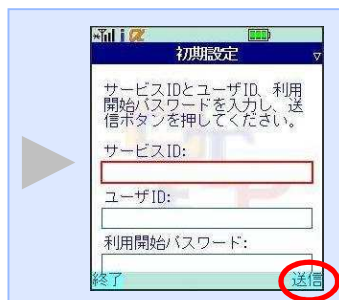 初期設定
サービスIDとユーザID、利用
開始パスワードを入力し、送
信ボタンを押してください。
サービスID:
ユーザID:
利用開始パスワード:
終了 送信